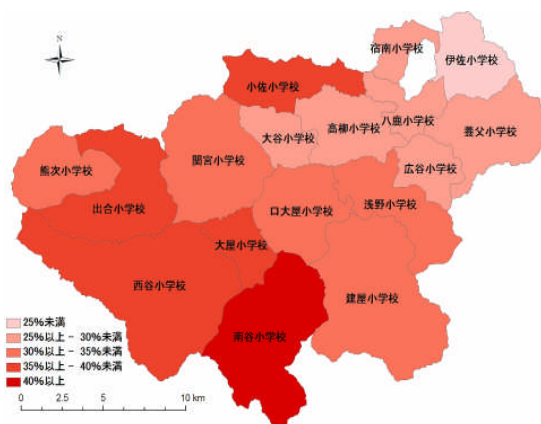 N
宿南小学校
伊佐小学校
小佐小学校
八鹿小学校
大谷小学校
高柳小学校
養父小学校
関宮小学校
熊次小学校
広谷小学校
出合小学校
口大屋小学校
浅野小学校
大屋小学校
西谷小学校
建屋小学校
南谷小学校
25%未満
25%以上 - 30%未満
30%以上 - 35%未満
35%以上 - 40%未満
40%以上
0 2.5 5 10 km